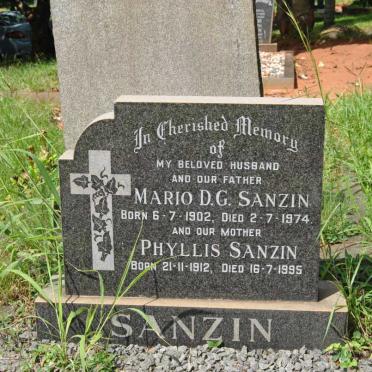 In Cherished Memory
of
MY BELOVED HUSBAND
AND OUR FATHER
MARIO D.G. SANZIN
BORN 6-7-1902, DIED 2-7-1974
AND OUR MOTHER
PHYLLIS SANZIN
BORN 21-11-1912, DIED 16-7-1995
SANZIN